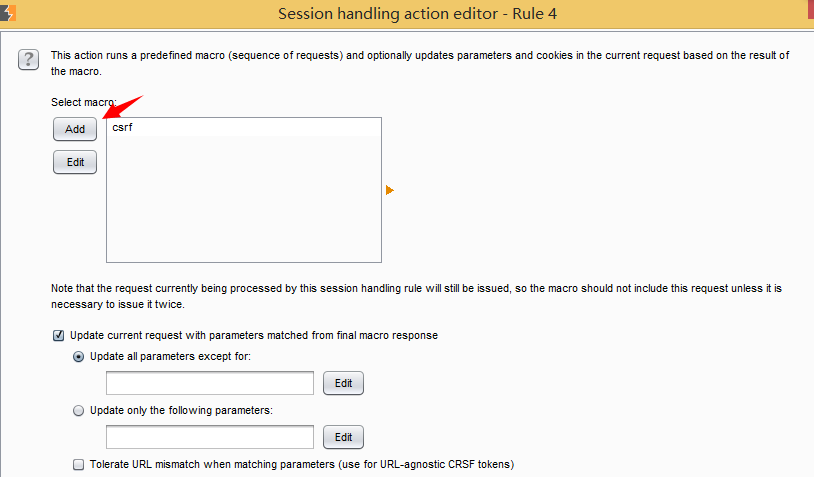 Session handling action editor - Rule 4
?
This action runs a predefined macro (sequence of requests) and optionally updates parameters and cookies in the current request based on the result of
the macro.
Select macro:
Add
csrf
Edit
Note that the request currently being processed by this session handling rule will still be issued, so the macro should not include this request unless it is
necessary to issue it twice.
Update current request with parameters matched from final macro response
Update all parameters except for:
Edit
Update only the following parameters:
Edit
Tolerate URL mismatch when matching parameters (use for URL-agnostic CRSF tokens)